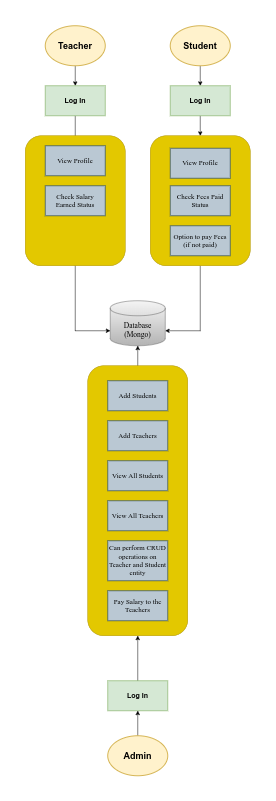 Teacher
Student
Log In
Log In
View Profile
Check Salary
Earned Status
View Profile
Check Fees Paid
Status
Option to pay Fees
(if not paid)
Database
(Mongo)
Add Students
Add Teachers
View All Students
View All Teachers
Can perform CRUD
operations on
Teacher and Student
entity
Pay Salary to the
Teachers
Log In
Admin